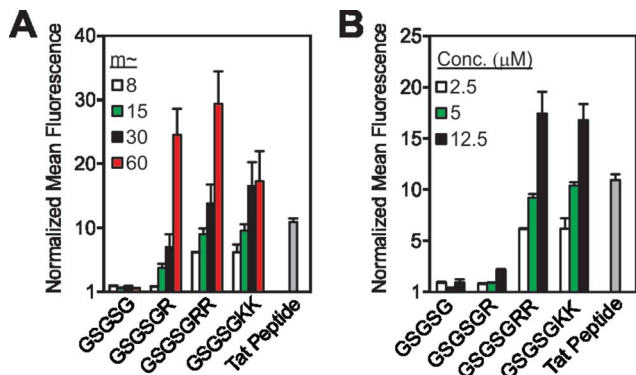 A
Normalized Mean Fluorescence
40
30
20
10
1
m~
8
15
30
60
GSGSG
GSGSGR
GSGSGRR
GSGSGKK
Tat Peptide
B
Normalized Mean Fluorescence
25
20
15
10
5
1
Conc. (μM)
2.5
5
12.5
GSGSG
GSGSGR
GSGSGRR
GSGSGKK
Tat Peptide